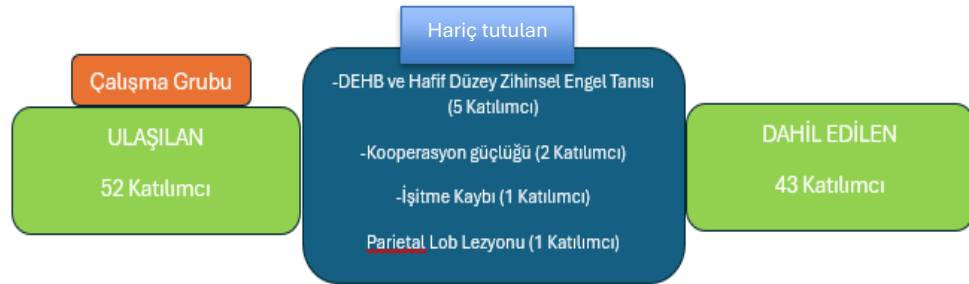 Çalışma Grubu
ULAŞILAN
52 Katılımcı
Hariç tutulan
-DEHB ve Hafif Düzey Zihinsel Engel Tanısı
(5 Katılımcı)
-Kooperasyon güçlüğü (2 Katılımcı)
-İşitme Kaybı (1 Katılımcı)
Parietal Lob Lezyonu (1 Katılımcı)
DAHİL EDİLEN
43 Katılımcı